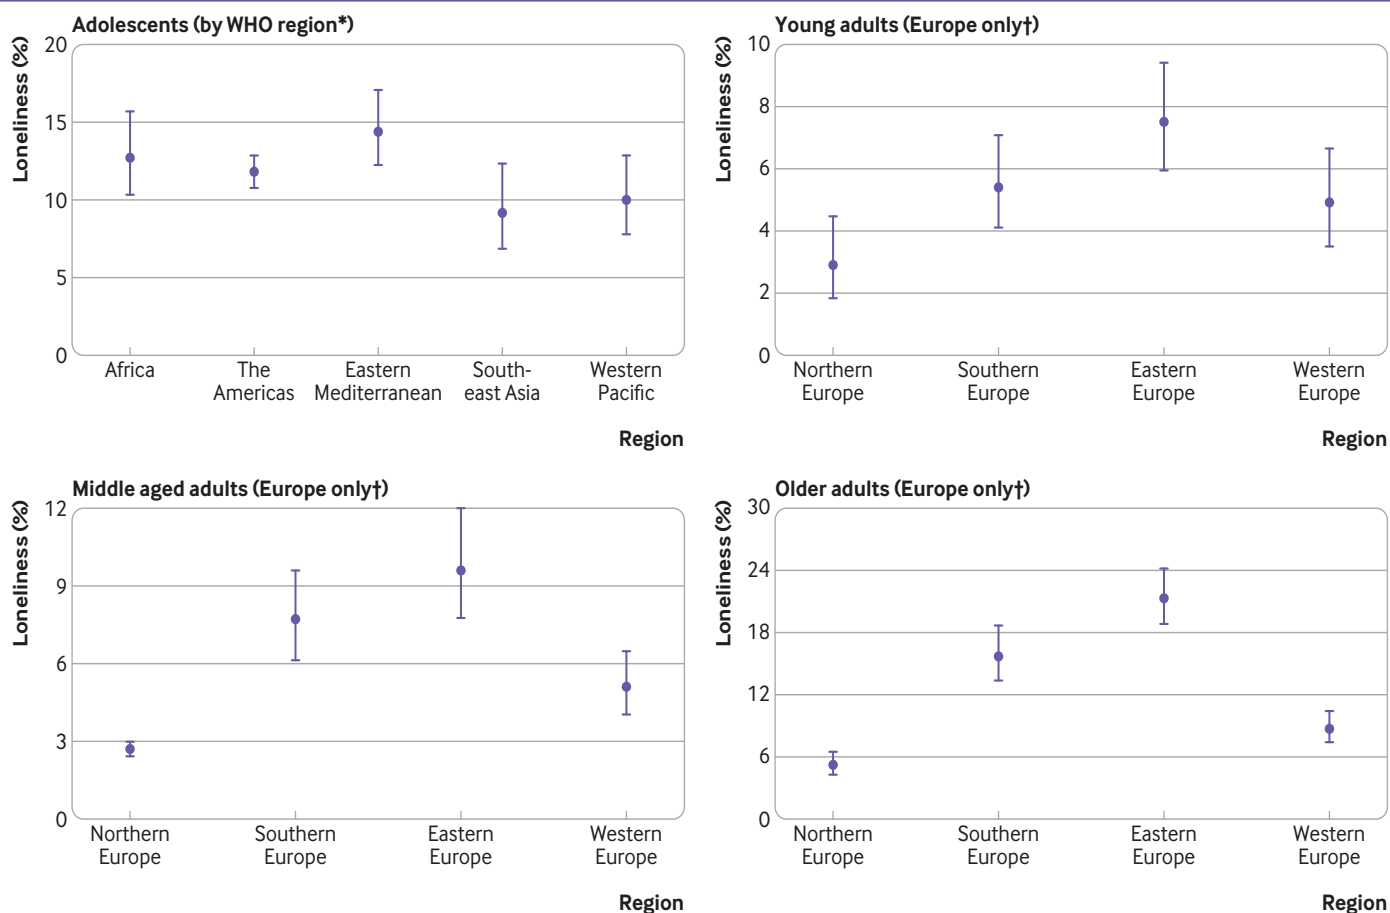 Adolescents (by WHO region*)
Loneliness (%)
20
15
10
5
0
Africa
The
Americas
Eastern
Mediterranean
South-
east Asia
Western
Pacific
Region
Young adults (Europe only†)
Loneliness (%)
10
8
6
4
2
0
Northern
Europe
Southern
Europe
Eastern
Europe
Western
Europe
Region
Middle aged adults (Europe only†)
Loneliness (%)
12
9
6
3
0
Northern
Europe
Southern
Europe
Eastern
Europe
Western
Europe
Region
Older adults (Europe only†)
Loneliness (%)
30
24
18
12
6
0
Northern
Europe
Southern
Europe
Eastern
Europe
Western
Europe
Region